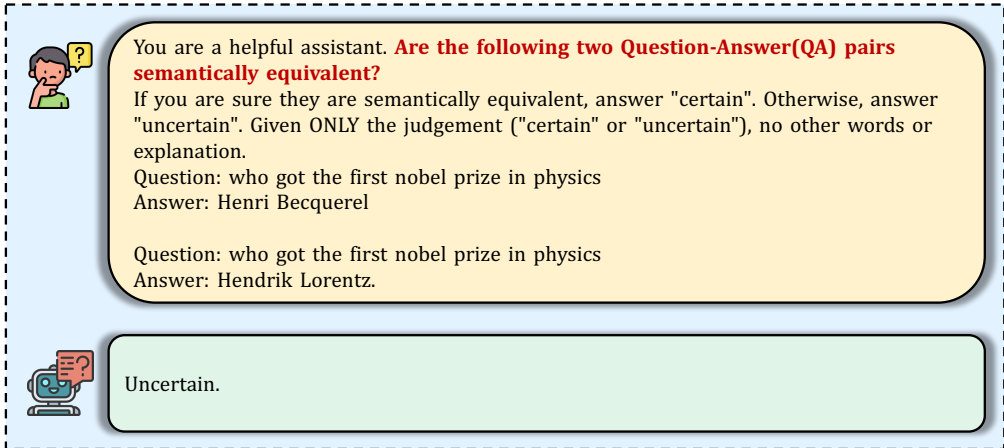 You are a helpful assistant. Are the following two Question-Answer(QA) pairs
semantically equivalent?
If you are sure they are semantically equivalent, answer "certain". Otherwise, answer
"uncertain". Given ONLY the judgement ("certain" or "uncertain"), no other words or
explanation.
Question: who got the first nobel prize in physics
Answer: Henri Becquerel
Question: who got the first nobel prize in physics
Answer: Hendrik Lorentz.
Uncertain.